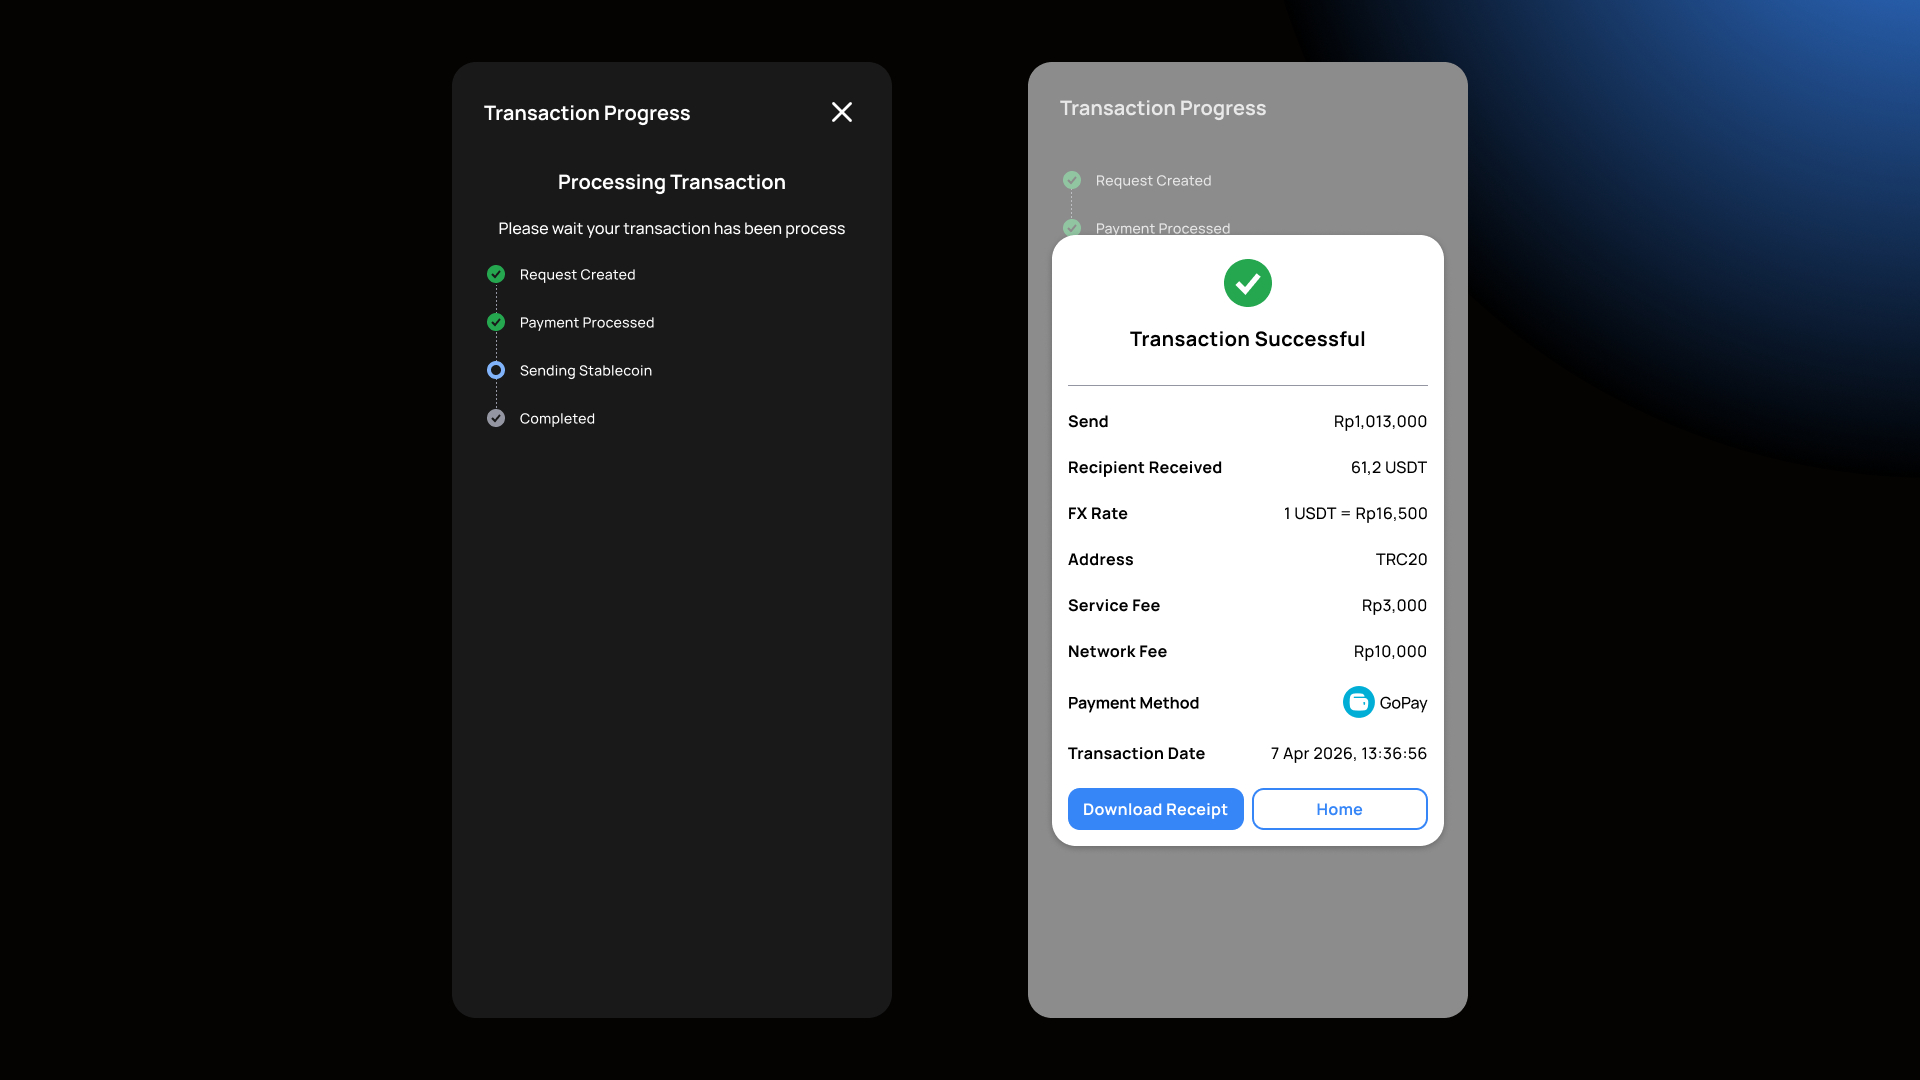 Transaction Progress
Processing Transaction
Please wait your transaction has been process
Request Created
Payment Processed
Sending Stablecoin
Completed
Transaction Progress
Request Created
Payment Processed
Transaction Successful
Send Rp1,013,000
Recipient Received 61,2 USDT
FX Rate 1 USDT = Rp16,500
Address TRC20
Service Fee Rp3,000
Network Fee Rp10,000
Payment Method GoPay
Transaction Date 7 Apr 2026, 13:36:56
Download Receipt Home